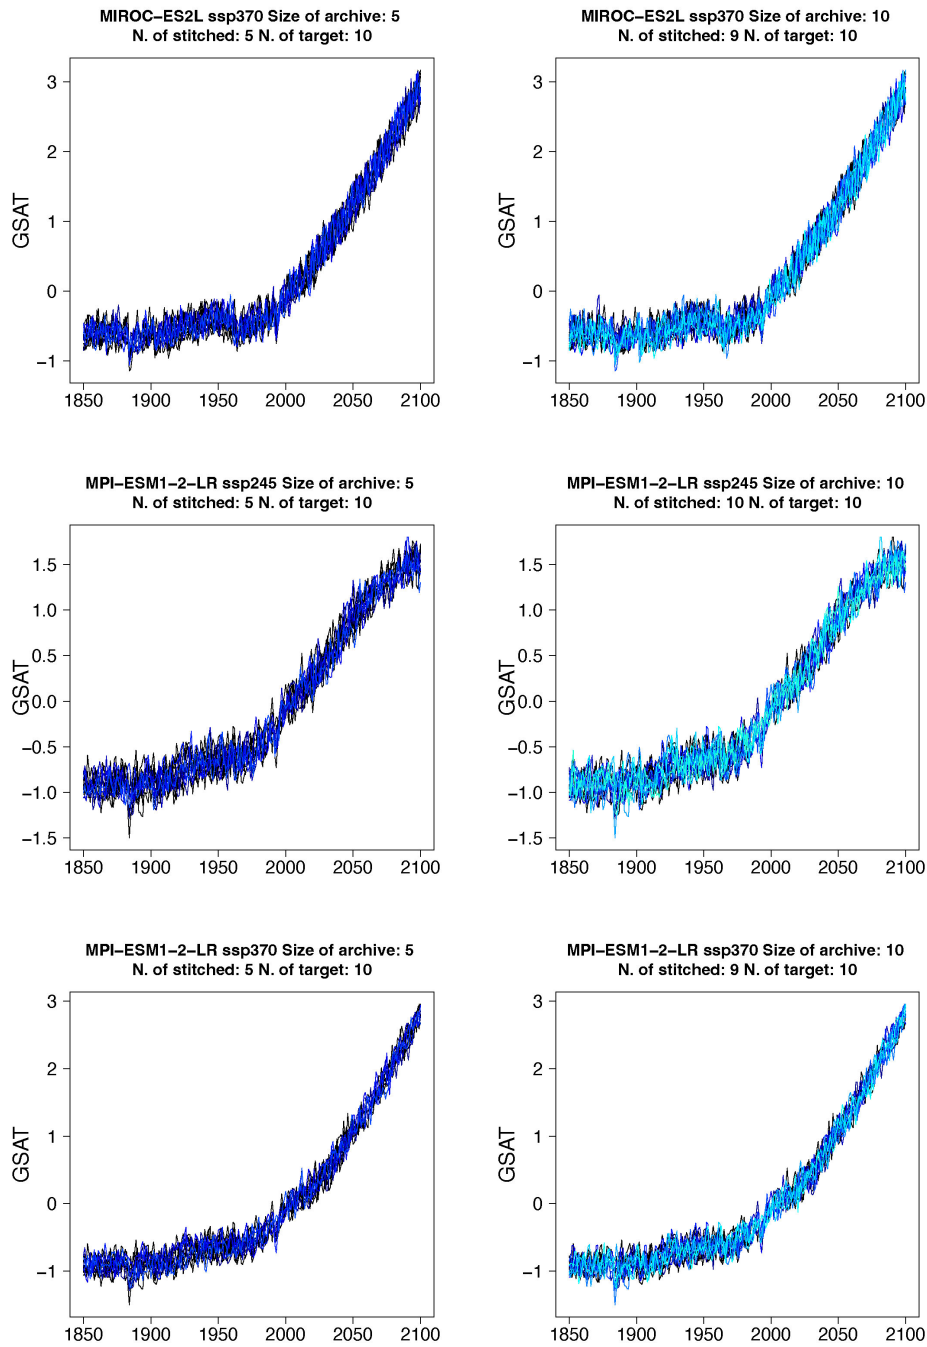 MIROC−ES2L ssp370 Size of archive: 5
N. of stitched: 5 N. of target: 10
GSAT
3
2
1
0
−1
1850 1900 1950 2000 2050 2100
MIROC−ES2L ssp370 Size of archive: 10
N. of stitched: 9 N. of target: 10
GSAT
3
2
1
0
−1
1850 1900 1950 2000 2050 2100
MPI−ESM1−2−LR ssp245 Size of archive: 5
N. of stitched: 5 N. of target: 10
GSAT
1.5
1.0
0.5
0.0
−0.5
−1.0
−1.5
1850 1900 1950 2000 2050 2100
MPI−ESM1−2−LR ssp245 Size of archive: 10
N. of stitched: 10 N. of target: 10
GSAT
1.5
1.0
0.5
0.0
−0.5
−1.0
−1.5
1850 1900 1950 2000 2050 2100
MPI−ESM1−2−LR ssp370 Size of archive: 5
N. of stitched: 5 N. of target: 10
GSAT
3
2
1
0
−1
1850 1900 1950 2000 2050 2100
MPI−ESM1−2−LR ssp370 Size of archive: 10
N. of stitched: 9 N. of target: 10
GSAT
3
2
1
0
−1
1850 1900 1950 2000 2050 2100